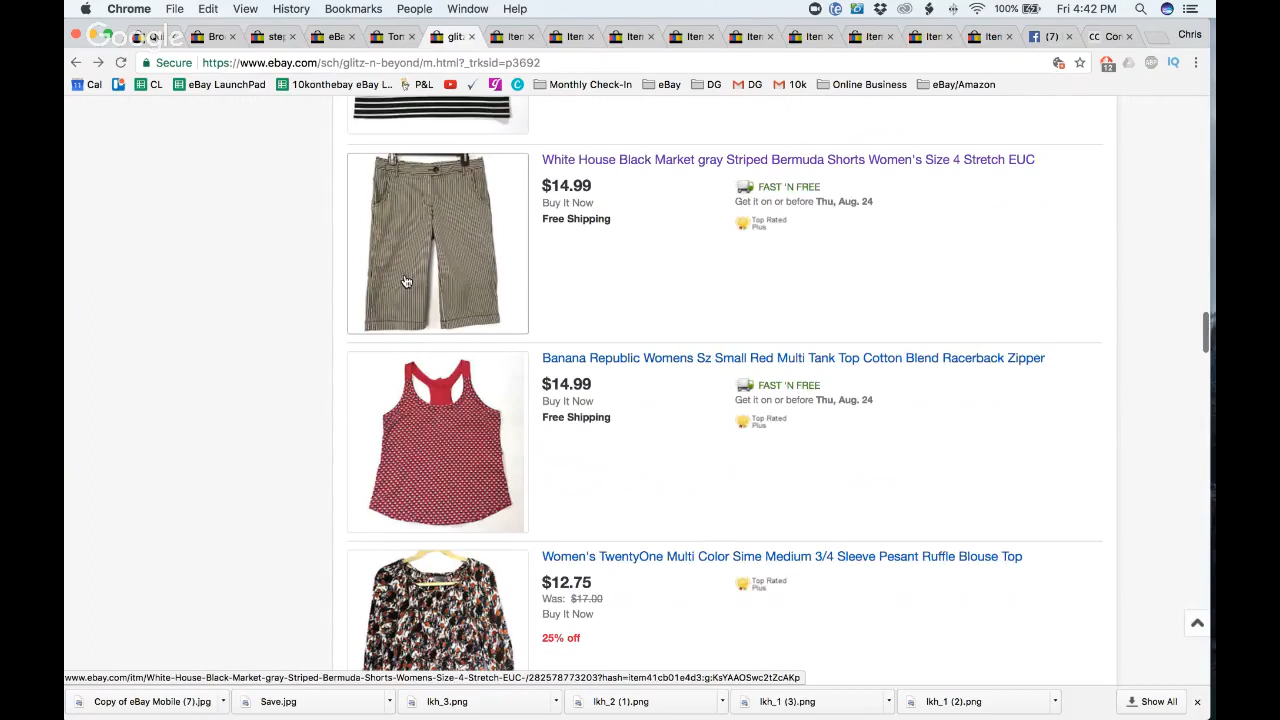 Chrome File Edit View History Bookmarks People Window Help 100% Fri 4:42 PM
Google Bro step eBa Tom glitz Item Item Item Item Item Item Item Item Item (7) Con Chris
Secure https://www.ebay.com/sch/glitz-n-beyond/m.html?_trksid=p3692 12 ABP IQ
Cal CL eBay LaunchPad 10konthebay eBay L... P&L Monthly Check-In eBay DG DG 10k Online Business eBay/Amazon
White House Black Market gray Striped Bermuda Shorts Women's Size 4 Stretch EUC
$14.99 FAST 'N FREE
Buy It Now Get it on or before Thu, Aug. 24
Free Shipping Top Rated
Plus
Banana Republic Womens Sz Small Red Multi Tank Top Cotton Blend Racerback Zipper
$14.99 FAST 'N FREE
Buy It Now Get it on or before Thu, Aug. 24
Free Shipping Top Rated
Plus
Women's TwentyOne Multi Color Sime Medium 3/4 Sleeve Pesant Ruffle Blouse Top
$12.75 Top Rated
Plus
Was: $17.00
Buy It Now
25% off
www.ebay.com/itm/White-House-Black-Market-gray-Striped-Bermuda-Shorts-Womens-Size-4-Stretch-EUC-/282578773203?hash=item41cb01e4d3:g:KsYAAOSwc2tZcAKp
Copy of eBay Mobile (7).jpg Save.jpg lkh_3.png lkh_2 (1).png lkh_1 (3).png lkh_1 (2).png Show All